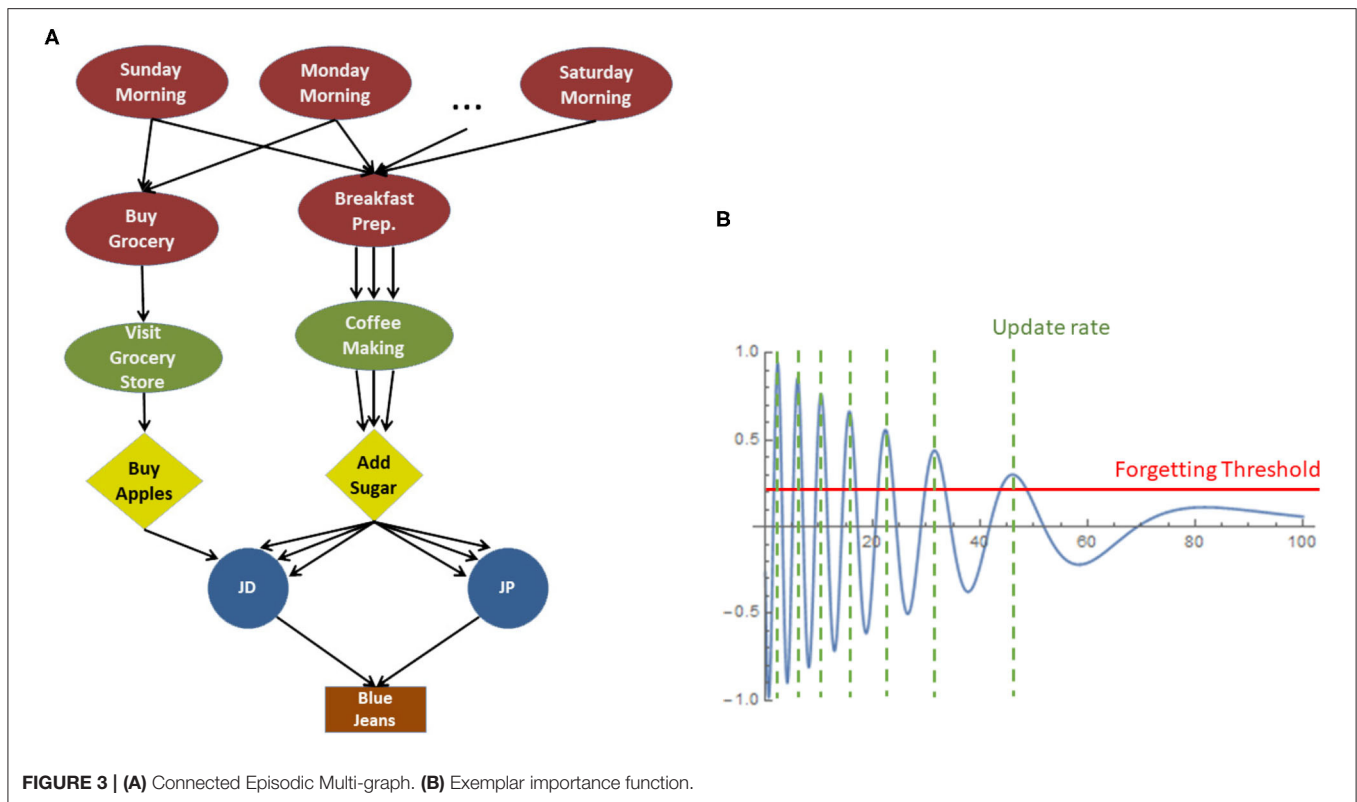 A
Sunday
Morning
Monday
Morning
...
Saturday
Morning
Buy
Grocery
Breakfast
Prep.
Visit
Grocery
Store
Coffee
Making
Buy
Apples
Add
Sugar
JD
JP
Blue
Jeans
B
Update rate
1.0
0.5
Forgetting Threshold
20
40
60
80
100
−0.5
−1.0
FIGURE 3 | (A) Connected Episodic Multi-graph. (B) Exemplar importance function.